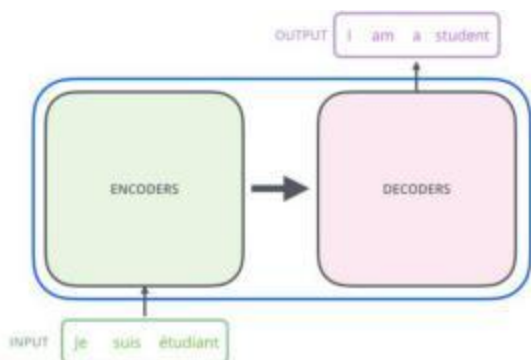 OUTPUT I am a student
ENCODERS DECODERS
INPUT Je suis étudiant